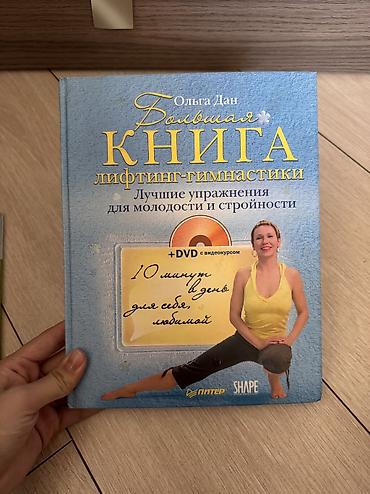 Ольга Дан
Большая
КНИГА
лифтинг-гимнастики
Лучшие упражнения
для молодости и стройности
+DVD с видеокурсом
10 минут
в день
для себя,
любимой
ПИТЕР
SHAPE